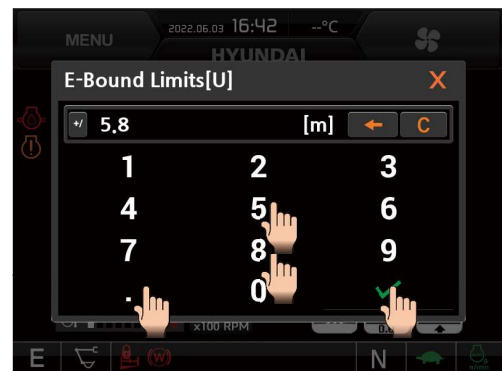 2022.06.03 16:42 --°C
MENU
HYUNDAI
E-Bound Limits[U] X
+/ 5.8 [m] ← C
1 2 3
4 5 6
7 8 9
. 0
x100 RPM
E (W) N